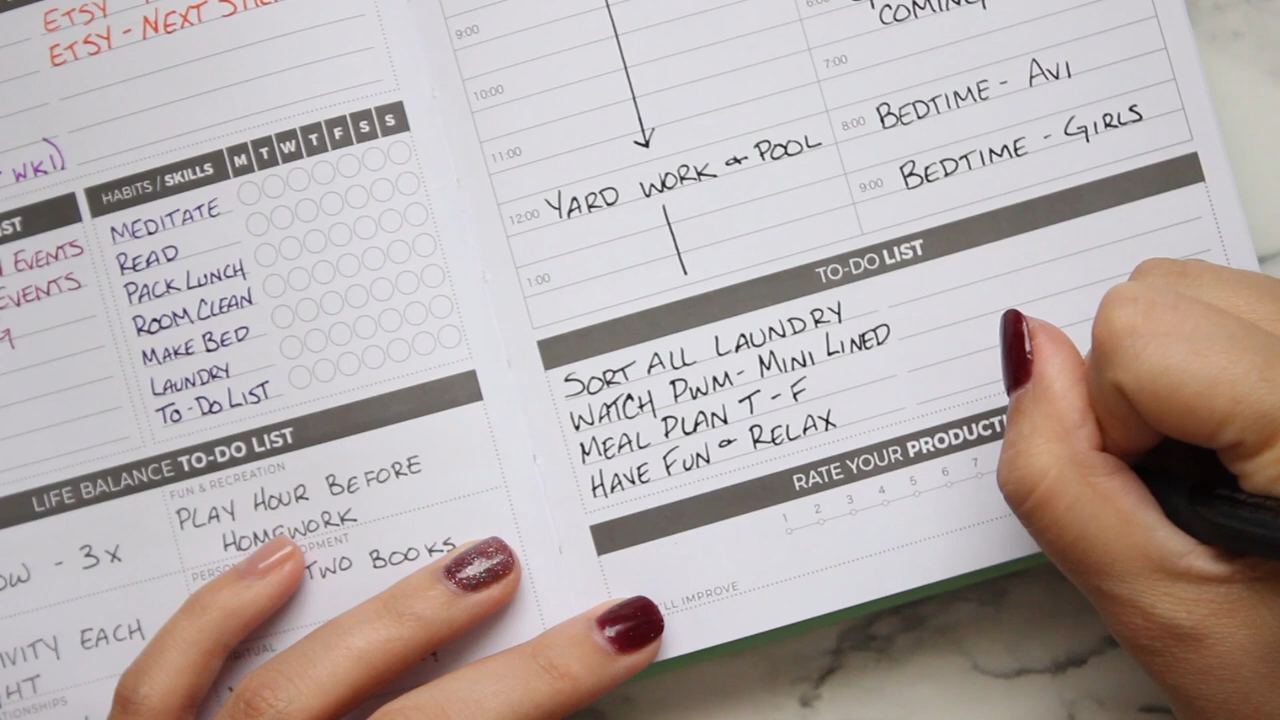 ETSY
ETSY - NEXT
WK1)
HABITS / SKILLS M T W T F S S
MEDITATE
READ
PACK LUNCH
ROOM CLEAN
MAKE BED
LAUNDRY
TO-DO LIST
EVENTS
EVENTS
LIFE BALANCE TO-DO LIST
FUN & RECREATION
PLAY HOUR BEFORE
HOMEWORK
- 3x
TWO BOOKS
EACH
9:00
10:00
11:00
12:00 YARD WORK & POOL
1:00
COMING
7:00
8:00 BEDTIME - AVI
9:00 BEDTIME - GIRLS
TO-DO LIST
SORT ALL LAUNDRY
WATCH PWM - MINI LINED
MEAL PLAN T - F
HAVE FUN & RELAX
RATE YOUR PRODUCTI
1 2 3 4 5 6 7
'LL IMPROVE